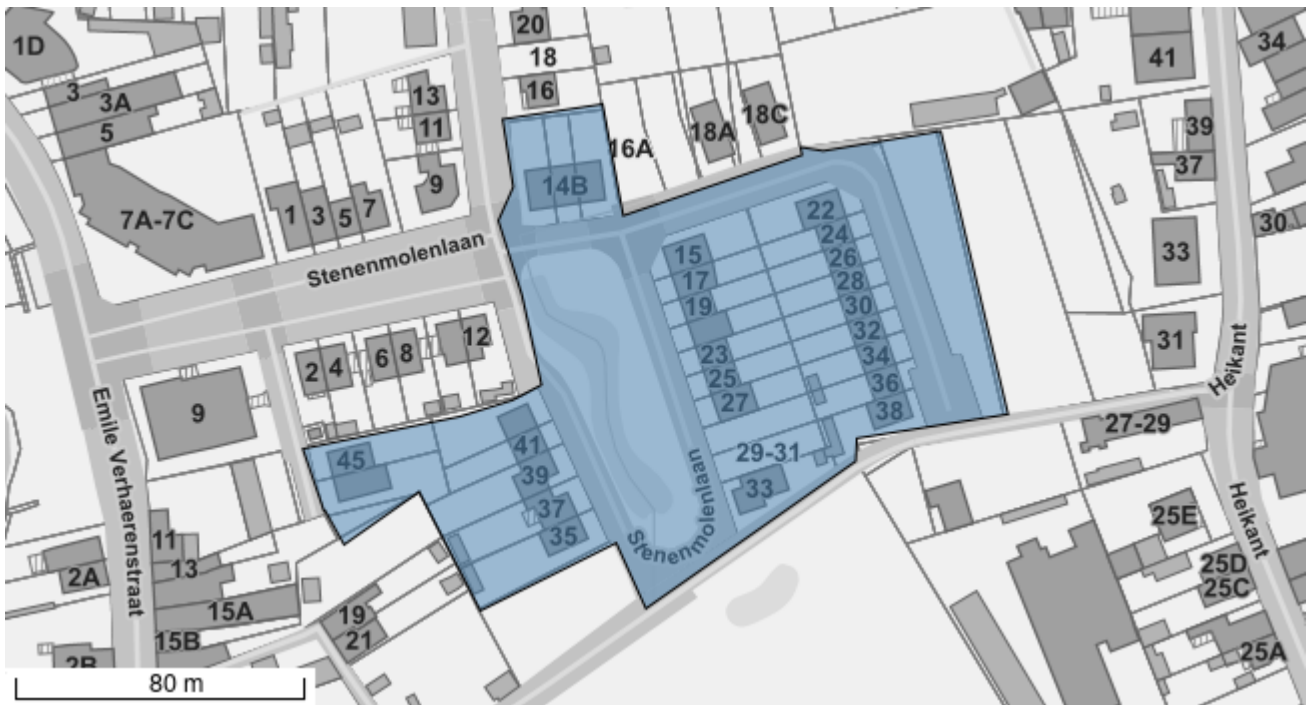 20
1D
18
41
34
3
3A
16
13
5
11
18A
18C
16A
39
37
9
14B
1
3
5
7
7A-7C
22
30
Stenenmolenlaan
15
24
33
26
17
28
19
30
12
32
31
Heikant
6
8
23
34
2
4
25
36
Emile Verhaerenstraat
9
27
38
27-29
41
29-31
45
39
33
Stenenmolenlaan
37
25E
Heikant
11
35
13
25D
2A
25C
15A
19
15B
21
25A
2B
80 m